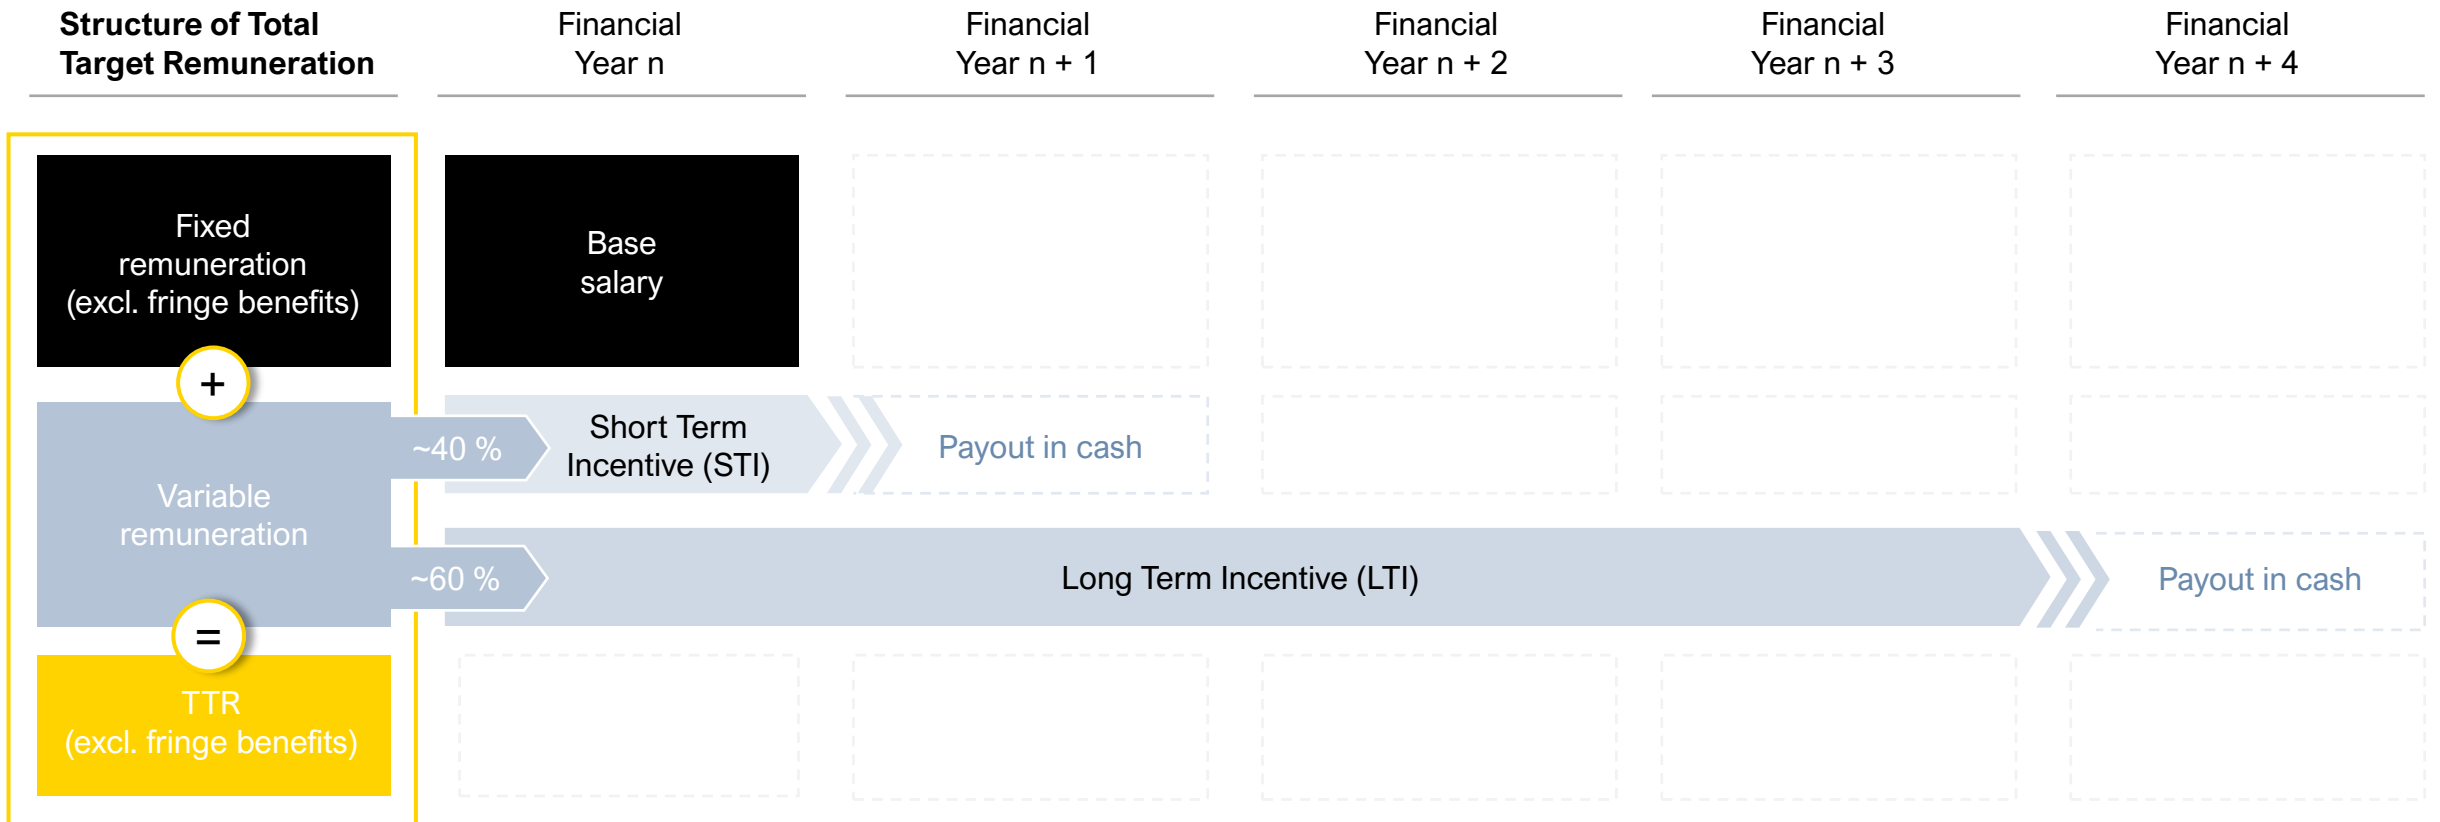 Structure of Total
Target Remuneration
Financial
Year n
Financial
Year n + 1
Financial
Year n + 2
Financial
Year n + 3
Financial
Year n + 4
Fixed
remuneration
(excl. fringe benefits)
Base
salary
+
Variable
remuneration
~40 %
Short Term
Incentive (STI)
Payout in cash
~60 %
Long Term Incentive (LTI)
Payout in cash
=
TTR
(excl. fringe benefits)